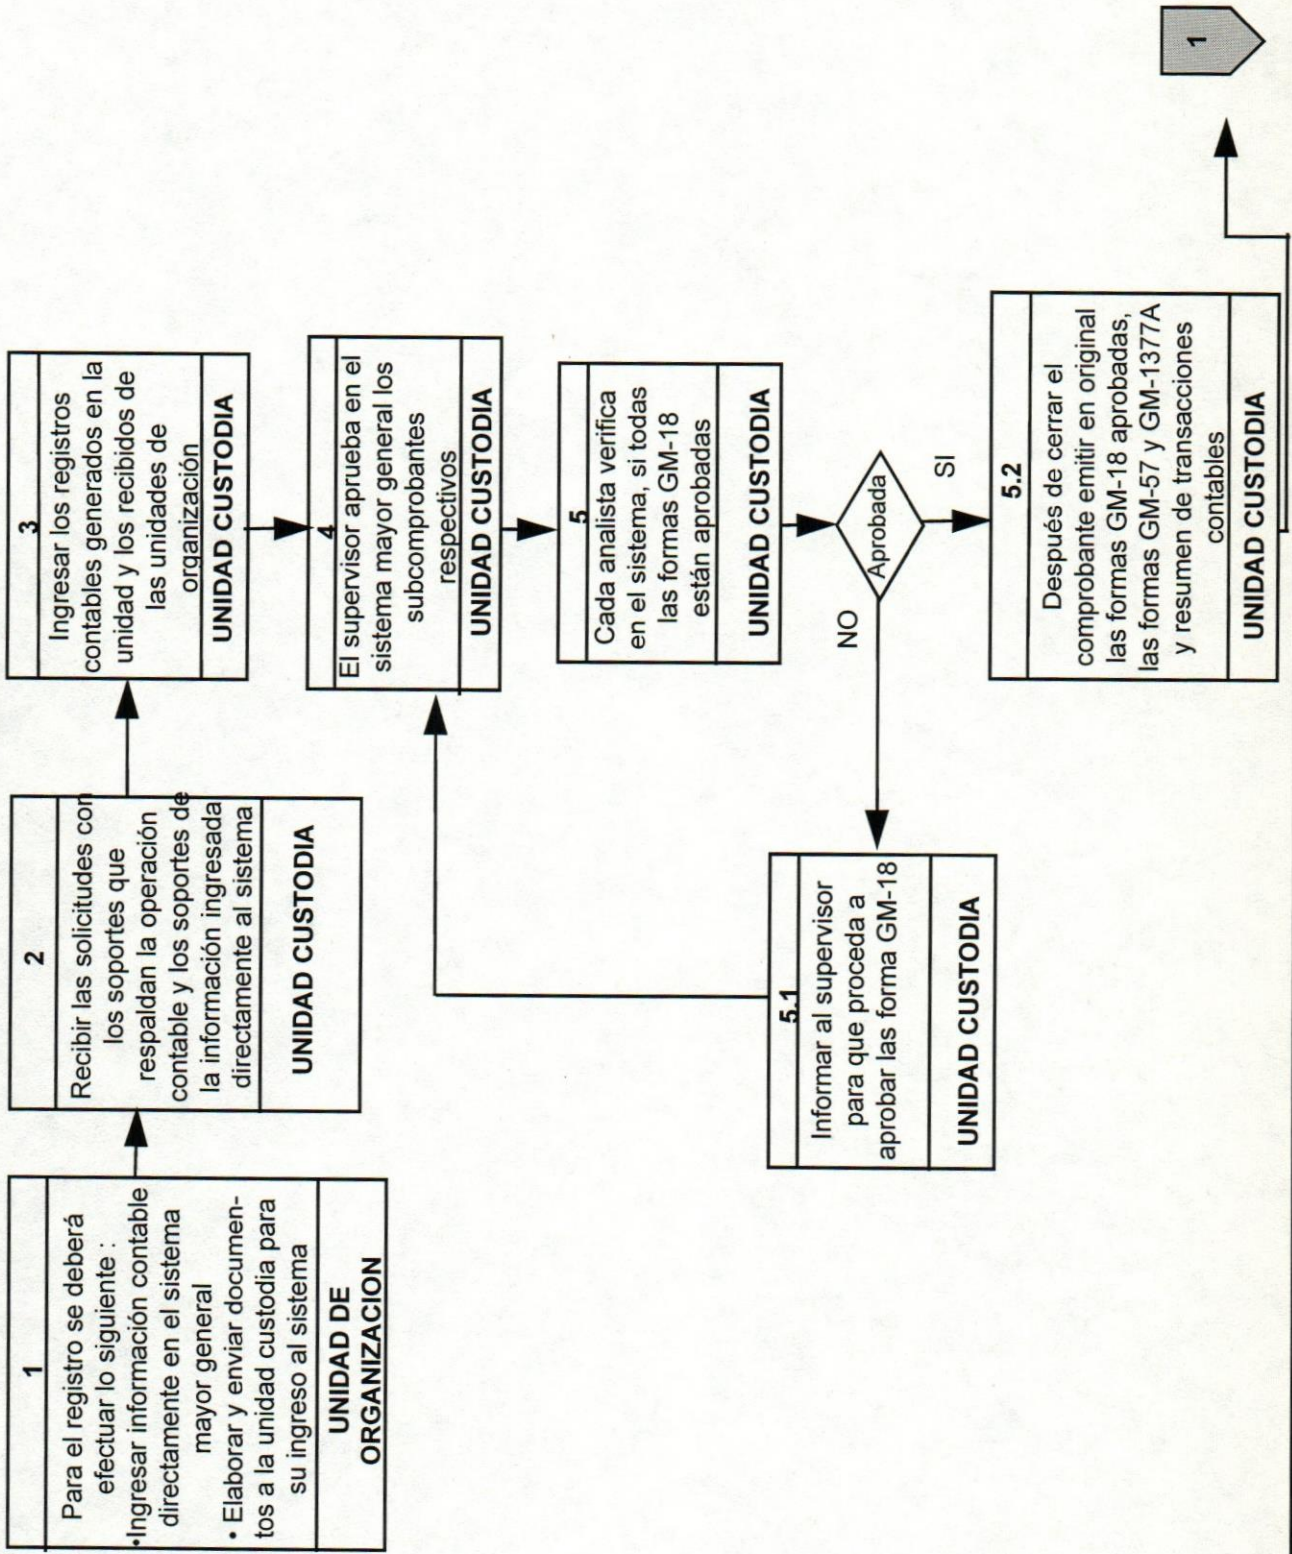 1
Para el registro se deberá
efectuar lo siguiente :
•Ingresar información contable
directamente en el sistema
mayor general
• Elaborar y enviar documen-
tos a la unidad custodia para
su ingreso al sistema
UNIDAD DE
ORGANIZACION
2
Recibir las solicitudes con
los soportes que
respaldan la operación
contable y los soportes de
la información ingresada
directamente al sistema
UNIDAD CUSTODIA
3
Ingresar los registros
contables generados en la
unidad y los recibidos de
las unidades de
organización
UNIDAD CUSTODIA
4
El supervisor aprueba en el
sistema mayor general los
subcomprobantes
respectivos
UNIDAD CUSTODIA
5
Cada analista verifica
en el sistema, si todas
las formas GM-18
están aprobadas
UNIDAD CUSTODIA
Aprobada
NO
SI
5.1
Informar al supervisor
para que proceda a
aprobar las forma GM-18
UNIDAD CUSTODIA
5.2
Después de cerrar el
comprobante emitir en original
las formas GM-18 aprobadas,
las formas GM-57 y GM-1377A
y resumen de transacciones
contables
UNIDAD CUSTODIA
1